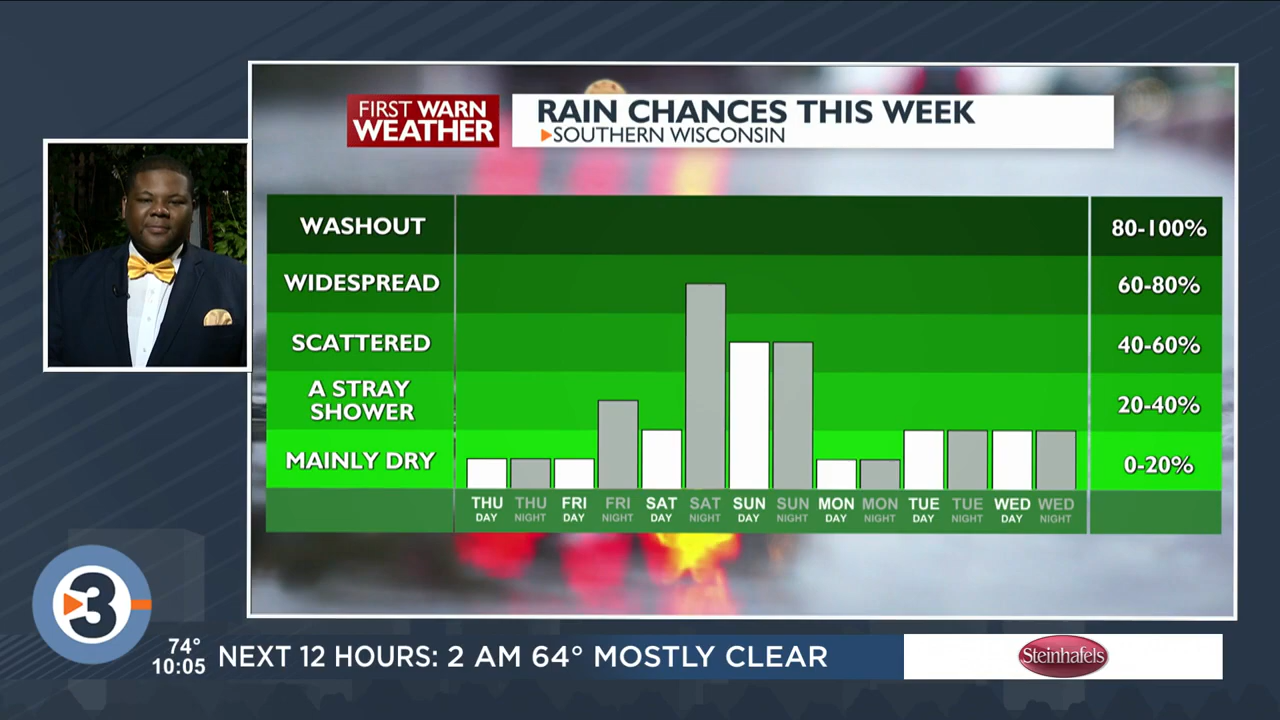 FIRST WARN
WEATHER
RAIN CHANCES THIS WEEK
SOUTHERN WISCONSIN
WASHOUT
80-100%
WIDESPREAD
60-80%
SCATTERED
40-60%
A STRAY
SHOWER
20-40%
MAINLY DRY
0-20%
THU THU FRI FRI SAT SAT SUN SUN MON MON TUE TUE WED WED
DAY NIGHT DAY NIGHT DAY NIGHT DAY NIGHT DAY NIGHT DAY NIGHT DAY NIGHT
3
74°
10:05
NEXT 12 HOURS: 2 AM 64° MOSTLY CLEAR
Steinhafels